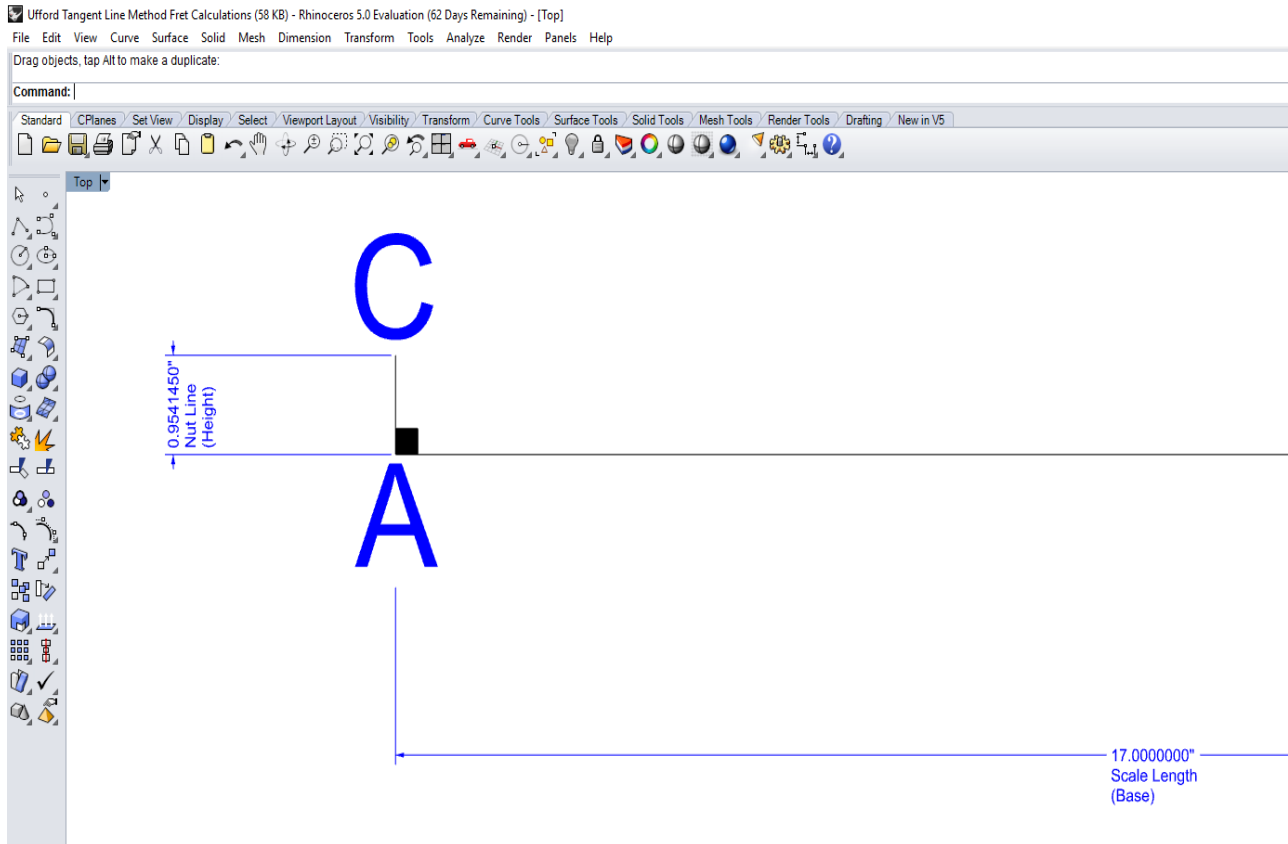 Ufford Tangent Line Method Fret Calculations (58 KB) - Rhinoceros 5.0 Evaluation (62 Days Remaining) - [Top]
File Edit View Curve Surface Solid Mesh Dimension Transform Tools Analyze Render Panels Help
Drag objects, tap Alt to make a duplicate:
Command:
Standard CPlanes Set View Display Select Viewport Layout Visibility Transform Curve Tools Surface Tools Solid Tools Mesh Tools Render Tools Drafting New in V5
Top
C
0.9541450"
Nut Line
(Height)
A
17.0000000"
Scale Length
(Base)